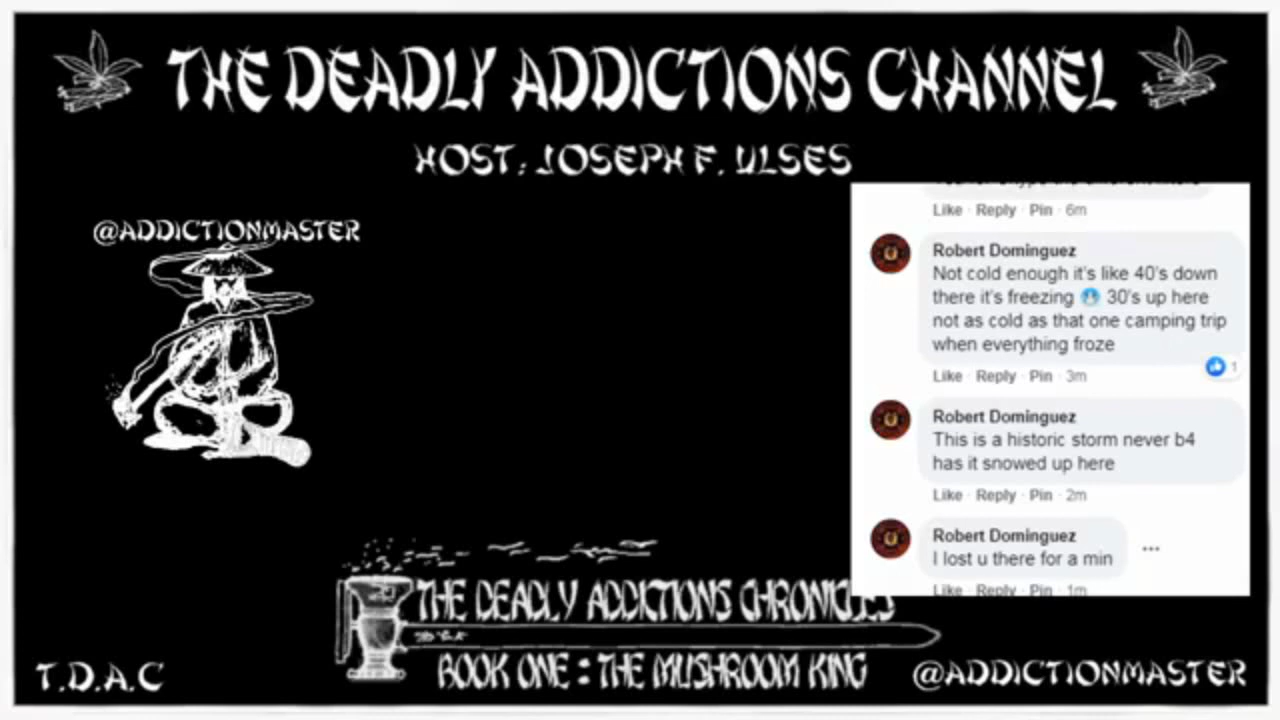 THE DEADLY ADDICTIONS CHANNEL
HOST: JOSEPH F. ULSES
@ADDICTIONMASTER
Like · Reply · Pin · 6m
Robert Dominguez
Not cold enough it's like 40's down
there it's freezing 🥶 30's up here
not as cold as that one camping trip
when everything froze
1
Like · Reply · Pin · 3m
Robert Dominguez
This is a historic storm never b4
has it snowed up here
Like · Reply · Pin · 2m
Robert Dominguez
I lost u there for a min
...
Like · Reply · Pin · 1m
THE DEADLY ADDICTIONS CHRONICLES
BOOK ONE : THE MUSHROOM KING
T.D.A.C
@ADDICTIONMASTER